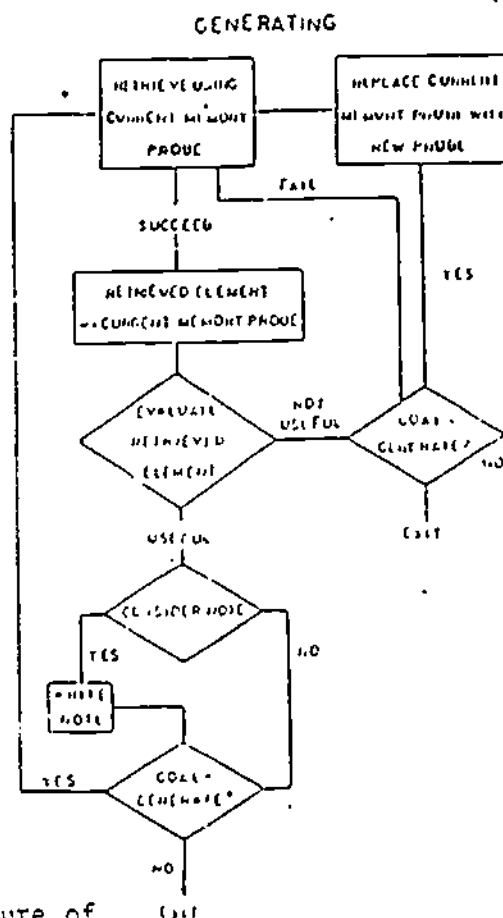 GENERATING
RETRIEVE USING
CURRENT MEMORY
PROBE
REPLACE CURRENT
MEMORY PROBE WITH
NEW PROBE
FAIL
SUCCEED
YES
RETRIEVED ELEMENT
CURRENT MEMORY PROBE
EVALUATE
RETRIEVED
ELEMENT
NOT
USEFUL
GOAL =
GENERATE?
NO
Exit
USEFUL
CONSIDER NOTE
YES
NO
WRITE
NOTE
YES
GOAL =
GENERATE?
NO
Exit
ure of